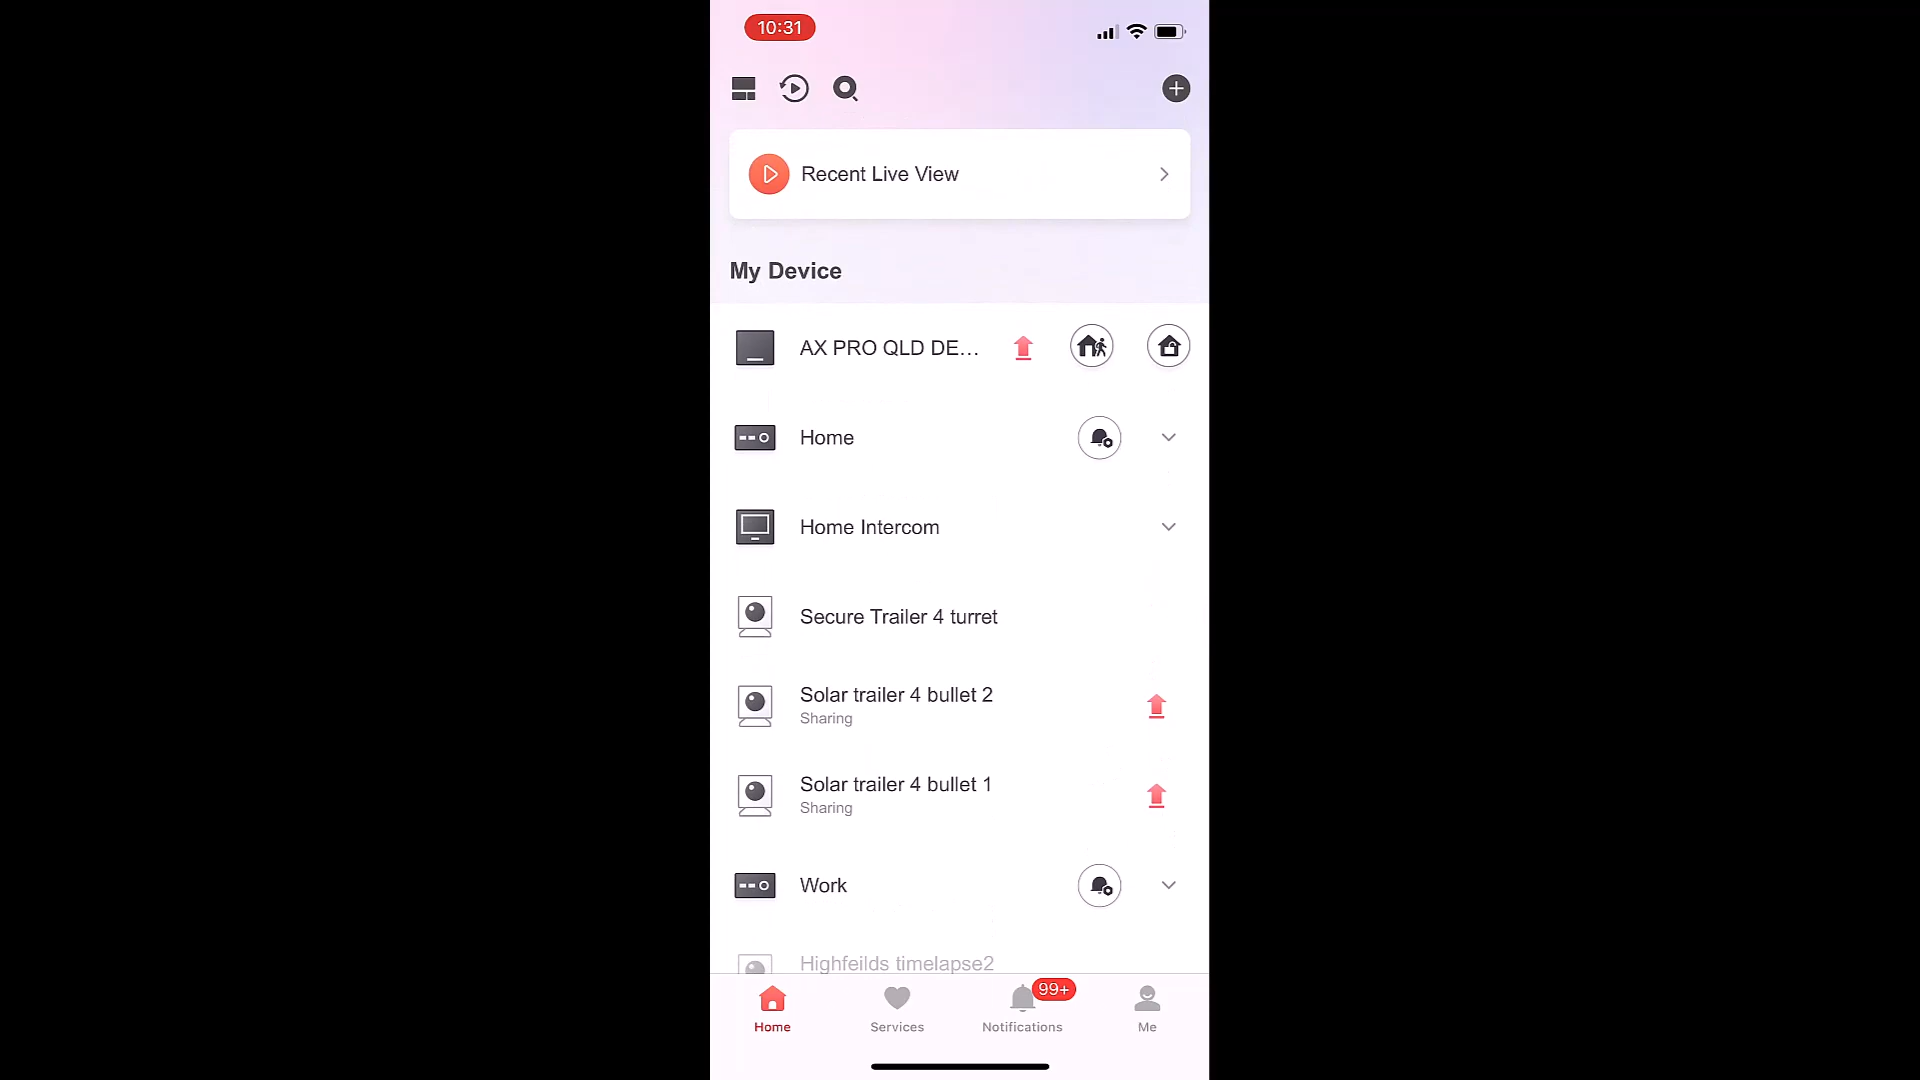 10:31
Recent Live View
My Device
AX PRO QLD DE...
Home
Home Intercom
Secure Trailer 4 turret
Solar trailer 4 bullet 2
Sharing
Solar trailer 4 bullet 1
Sharing
Work
Highfeilds timelapse2
99+
Home
Services
Notifications
Me